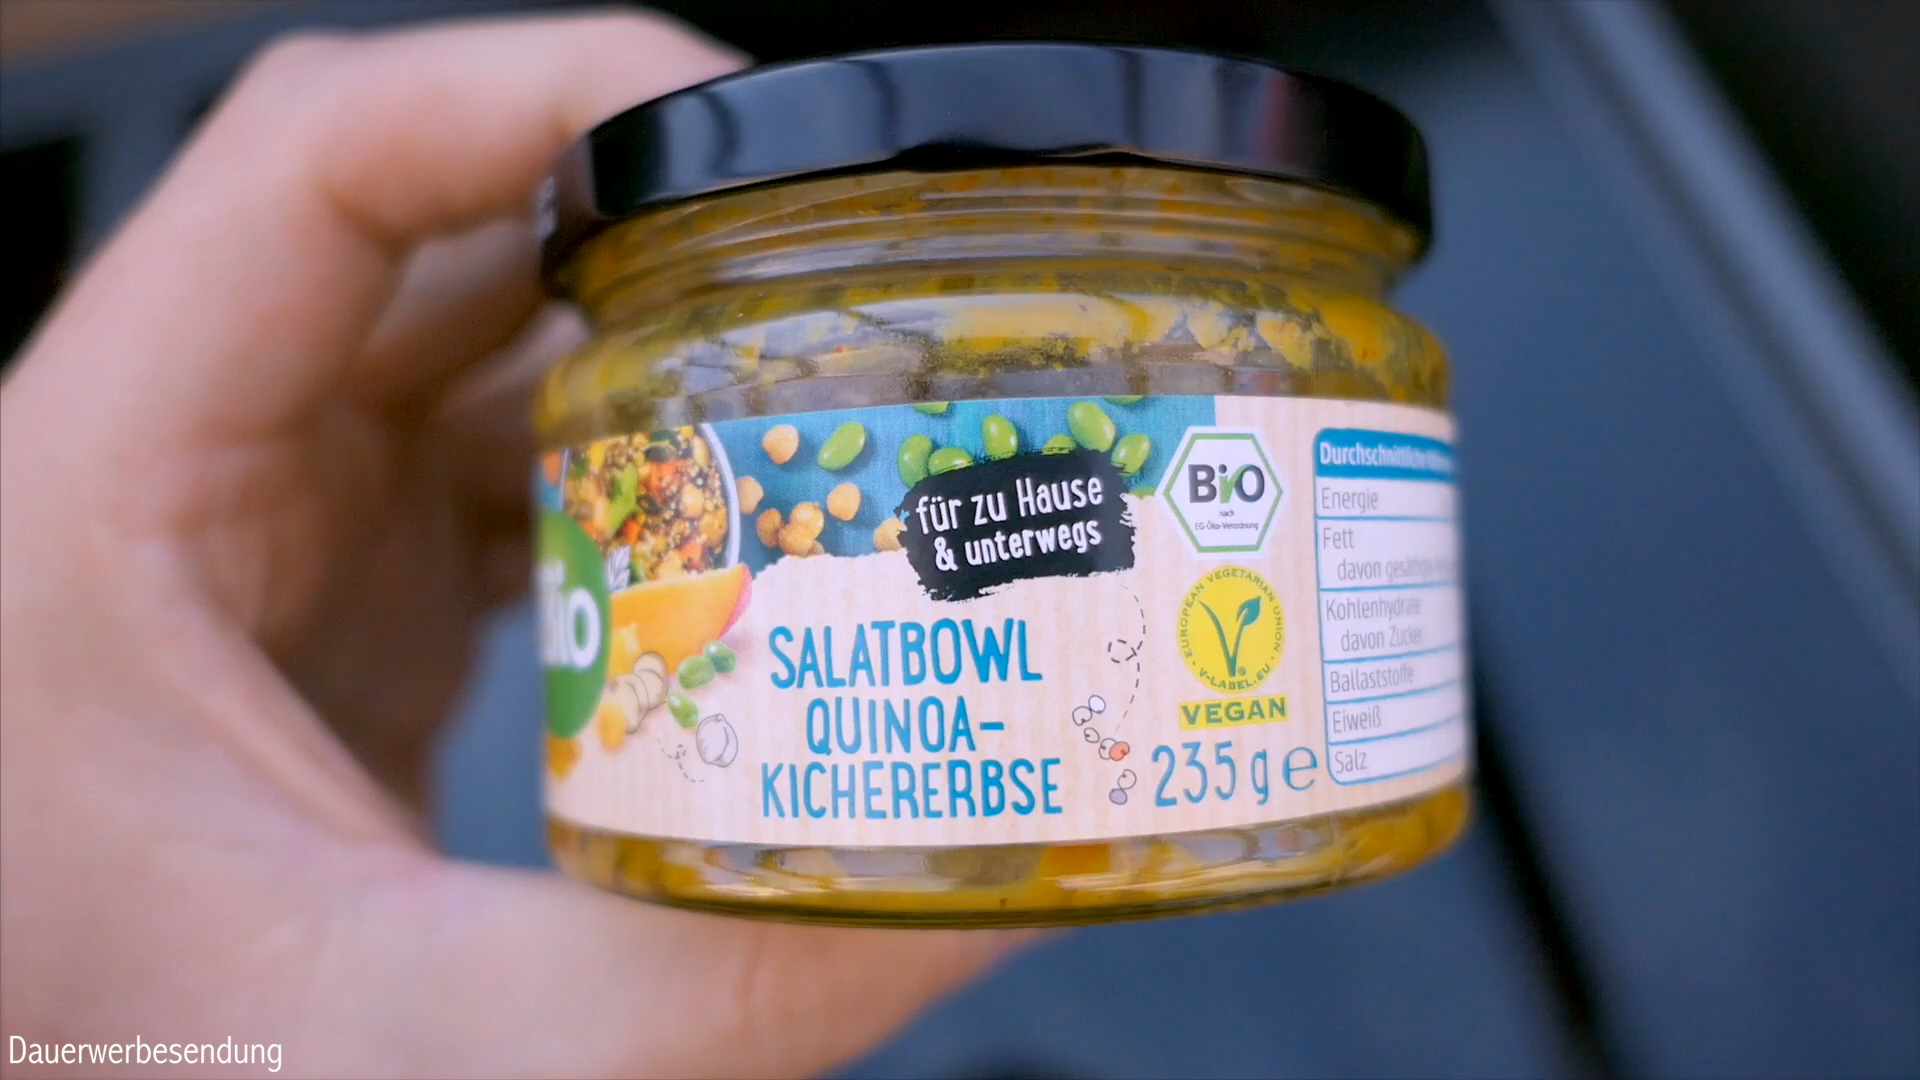 für zu Hause
& unterwegs
Bio
SALATBOWL
QUINOA-
KICHERERBSE
BiO
nach
EG-Öko-Verordnung
EUROPEAN VEGETARIAN UNION
V-LABEL.EU
VEGAN
235 g e
Durchschnittliche
Energie
Fett
davon
Kohlenhydrate
davon Zucker
Ballaststoffe
Eiweiß
Salz
Dauerwerbesendung